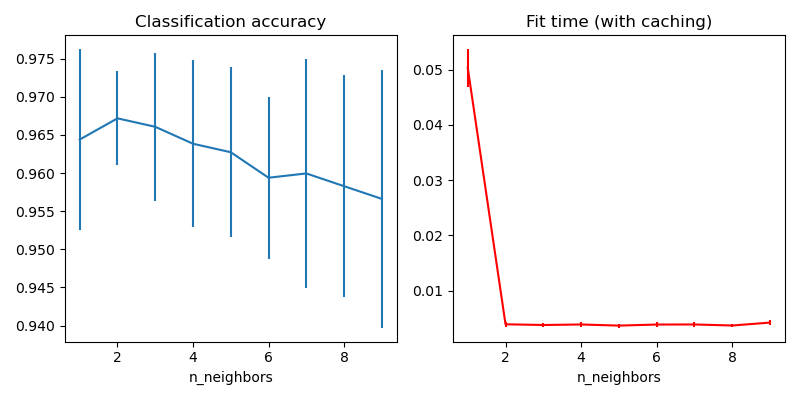 Classification accuracy
0.975
0.970
0.965
0.960
0.955
0.950
0.945
0.940
2 4 6 8
n_neighbors
Fit time (with caching)
0.05
0.04
0.03
0.02
0.01
2 4 6 8
n_neighbors